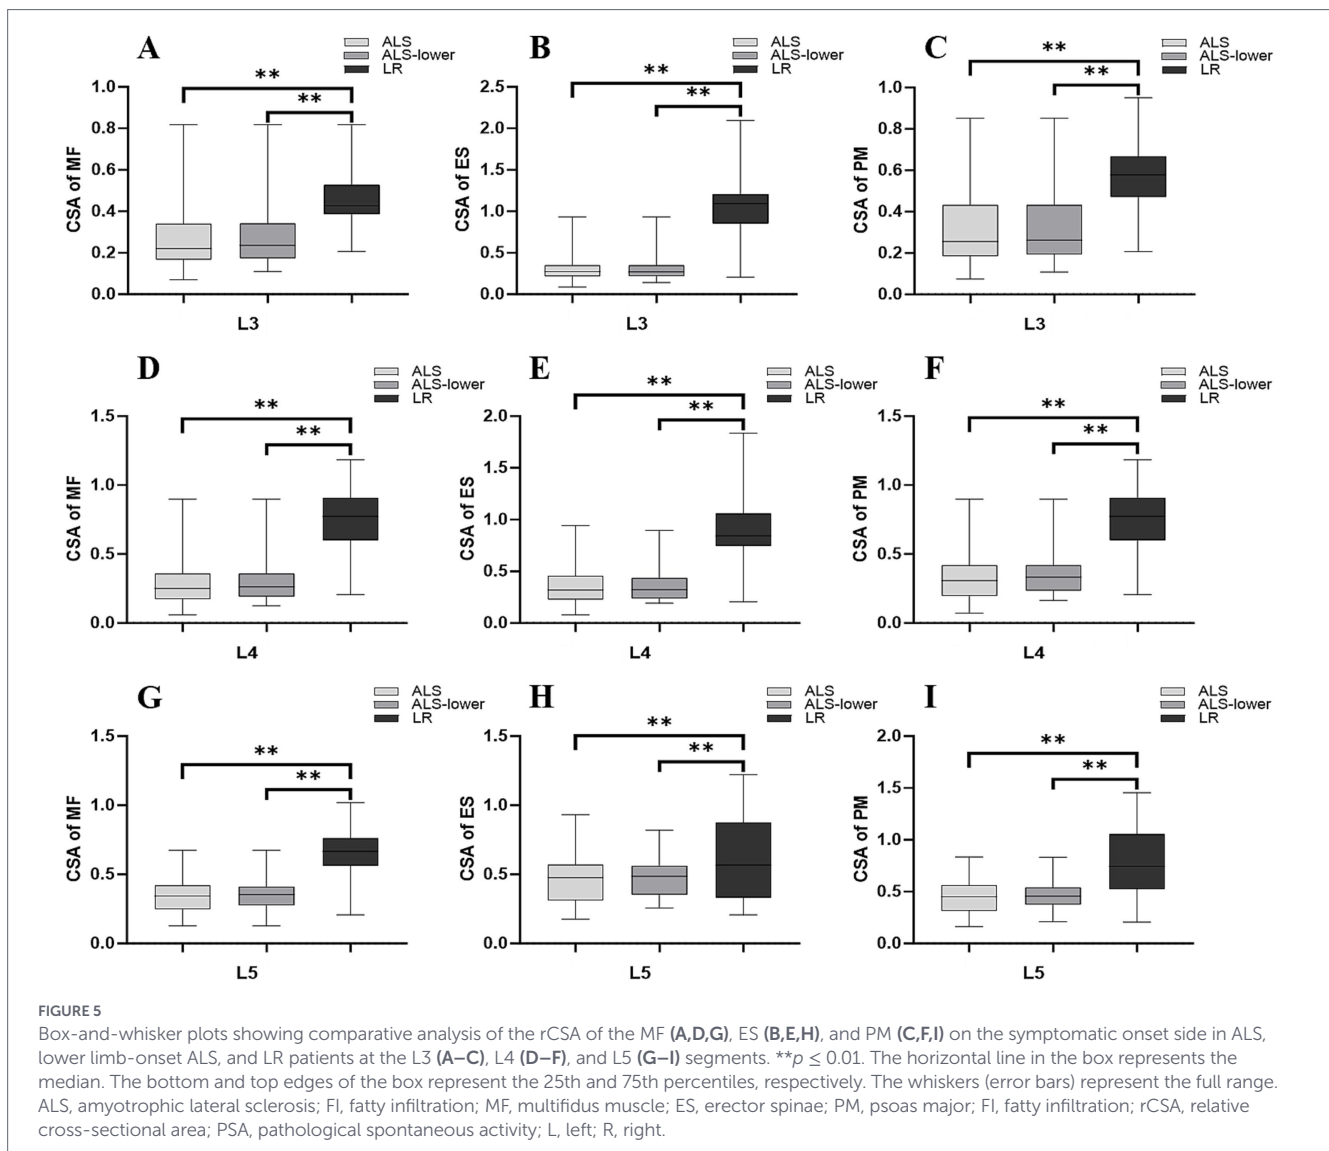 A
ALS
ALS-lower
LR
**
**
CSA of MF
1.0
0.8
0.6
0.4
0.2
0.0
L3
B
ALS
ALS-lower
LR
**
**
CSA of ES
2.5
2.0
1.5
1.0
0.5
0.0
L3
C
ALS
ALS-lower
LR
**
**
CSA of PM
1.0
0.8
0.6
0.4
0.2
0.0
L3
D
ALS
ALS-lower
LR
**
**
CSA of MF
1.5
1.0
0.5
0.0
L4
E
ALS
ALS-lower
LR
**
**
CSA of ES
2.0
1.5
1.0
0.5
0.0
L4
F
ALS
ALS-lower
LR
**
**
CSA of PM
1.5
1.0
0.5
0.0
L4
G
ALS
ALS-lower
LR
**
**
CSA of MF
1.5
1.0
0.5
0.0
L5
H
ALS
ALS-lower
LR
**
**
CSA of ES
1.5
1.0
0.5
0.0
L5
I
ALS
ALS-lower
LR
**
**
CSA of PM
2.0
1.5
1.0
0.5
0.0
L5
FIGURE 5
Box-and-whisker plots showing comparative analysis of the rCSA of the MF (A,D,G), ES (B,E,H), and PM (C,F,I) on the symptomatic onset side in ALS,
lower limb-onset ALS, and LR patients at the L3 (A–C), L4 (D–F), and L5 (G–I) segments. **p ≤ 0.01. The horizontal line in the box represents the
median. The bottom and top edges of the box represent the 25th and 75th percentiles, respectively. The whiskers (error bars) represent the full range.
ALS, amyotrophic lateral sclerosis; FI, fatty infiltration; MF, multifidus muscle; ES, erector spinae; PM, psoas major; FI, fatty infiltration; rCSA, relative
cross-sectional area; PSA, pathological spontaneous activity; L, left; R, right.